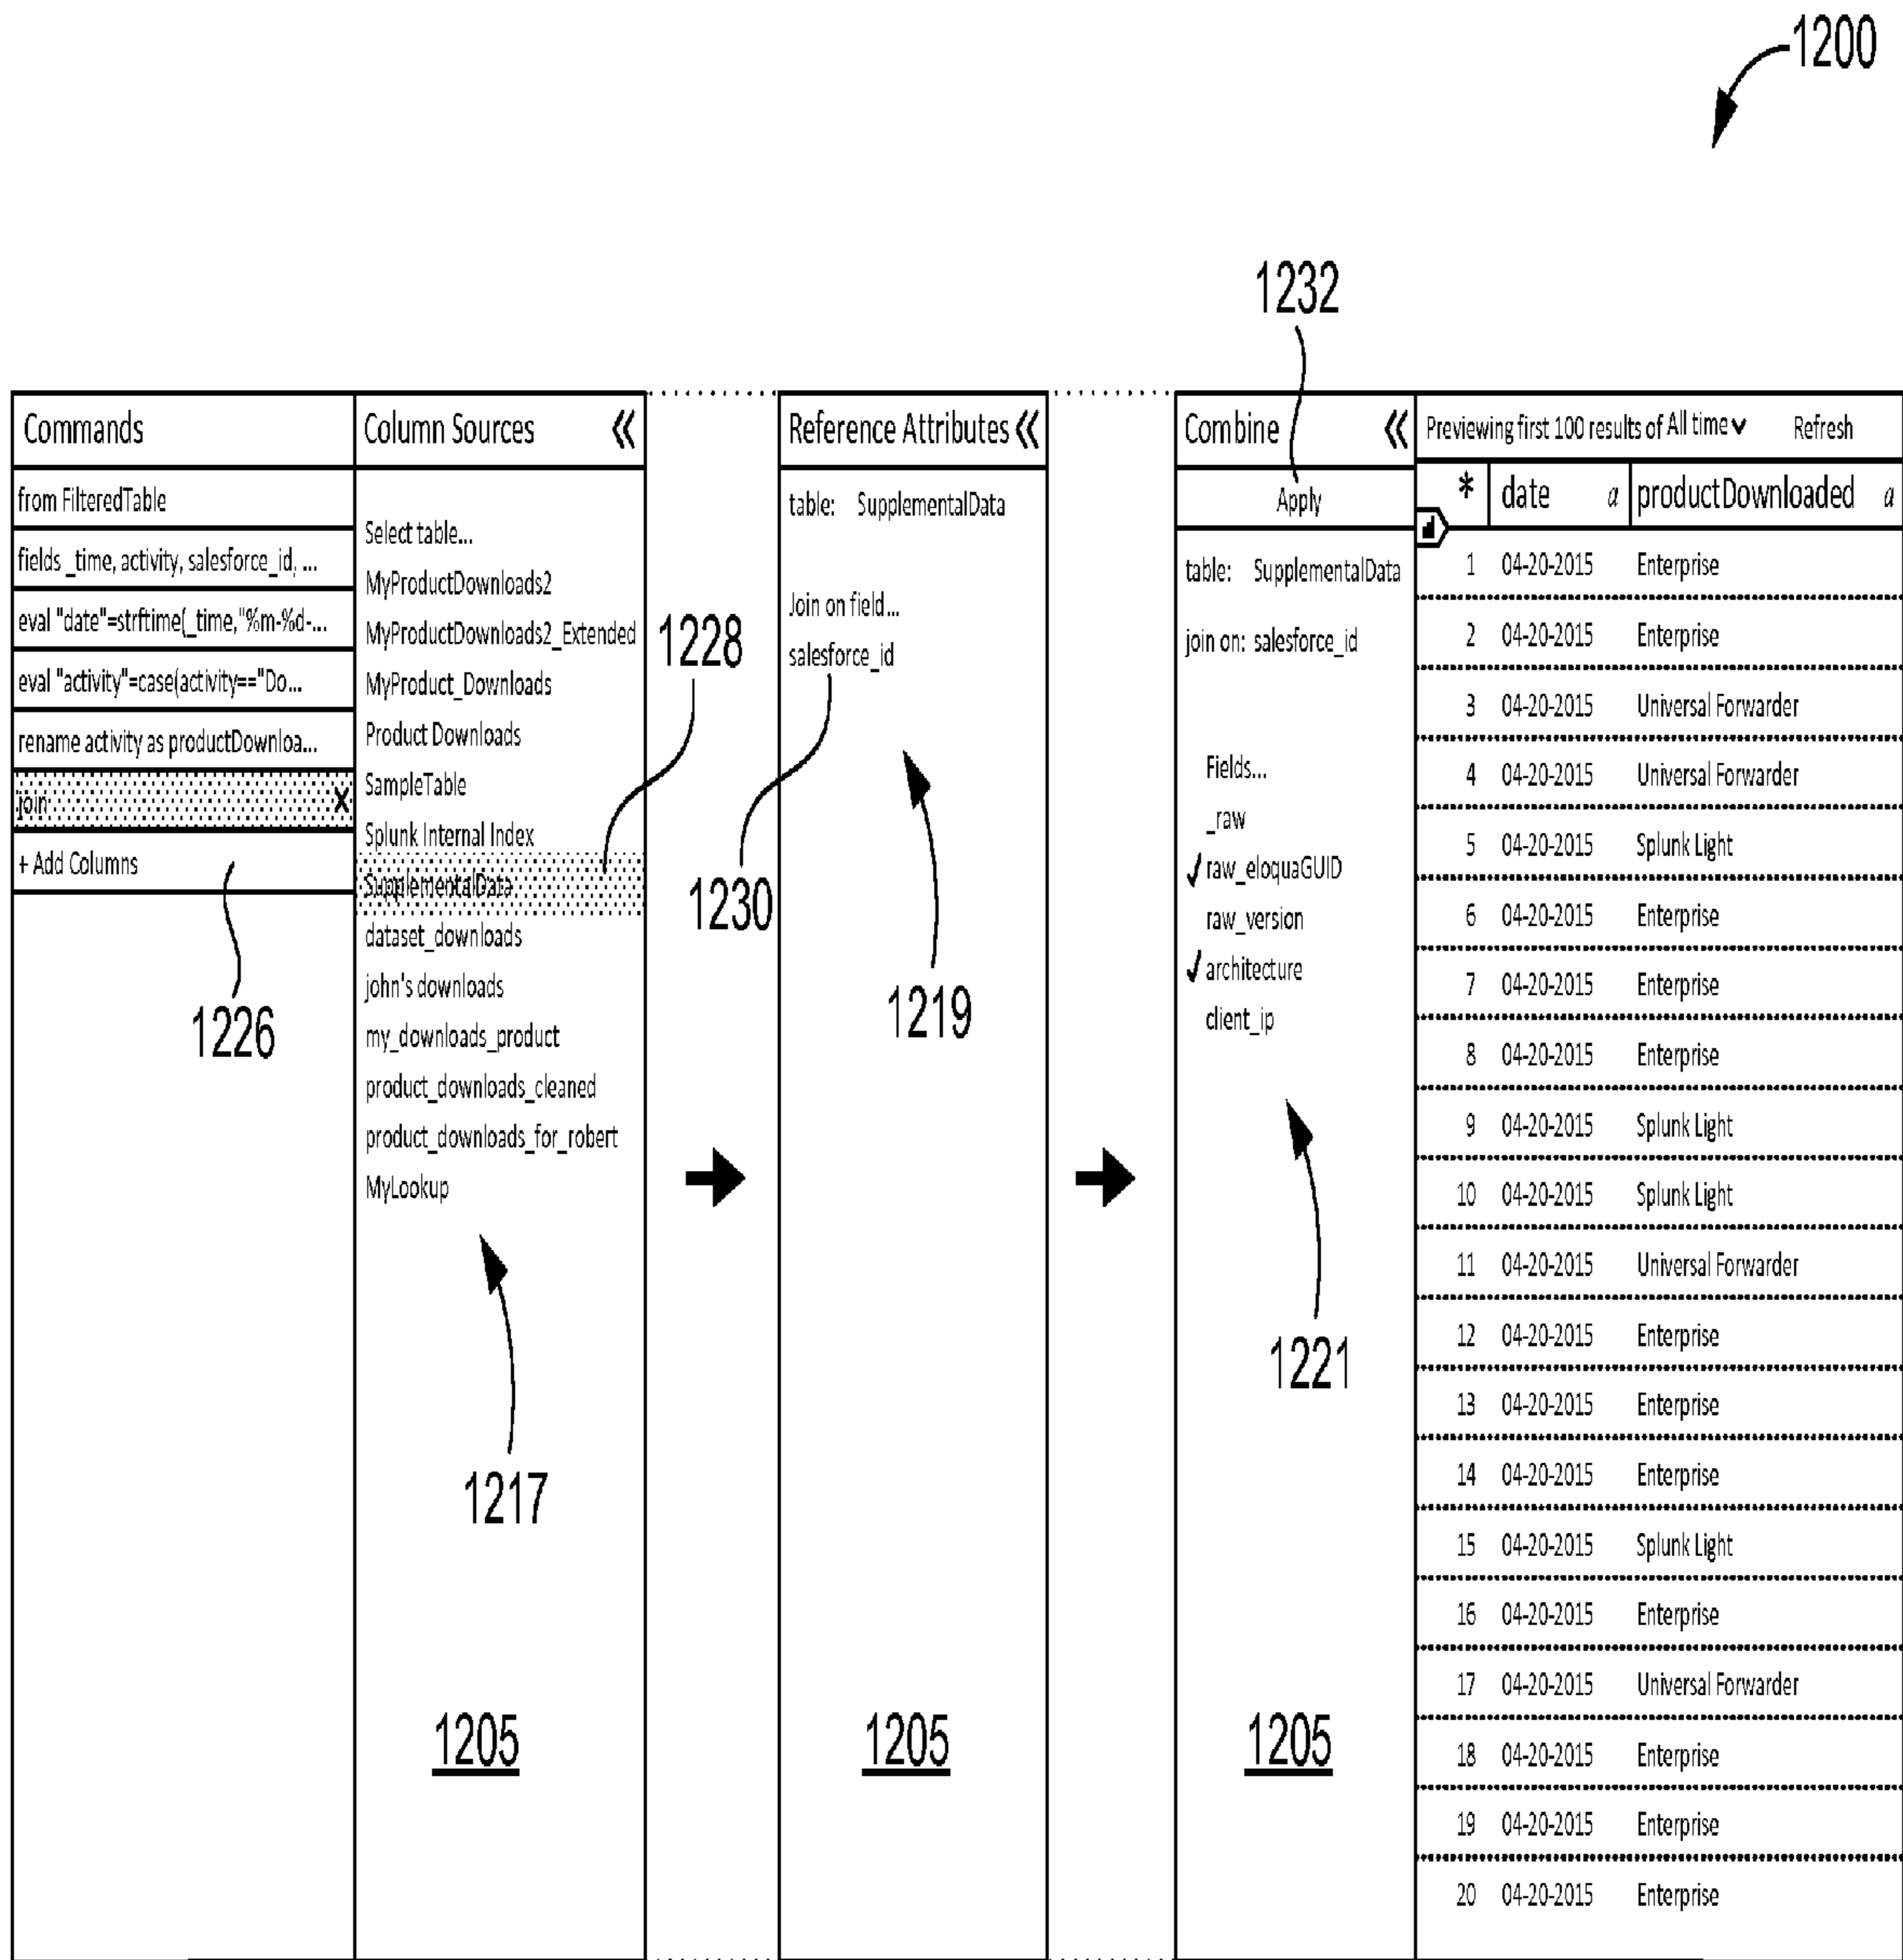 1200
1232
Commands
from FilteredTable
fields _time, activity, salesforce_id, ...
eval "date"=strftime(_time,"%m-%d-...
eval "activity"=case(activity=="Do...
rename activity as productDownloa...
join X
+ Add Columns
1226
Column Sources «
Select table...
MyProductDownloads2
MyProductDownloads2_Extended
MyProduct_Downloads
Product Downloads
SampleTable
Splunk Internal Index
SupplementalData
dataset_downloads
john's downloads
my_downloads_product
product_downloads_cleaned
product_downloads_for_robert
MyLookup
1217
1205
1228
1230
Reference Attributes «
table: SupplementalData
Join on field...
salesforce_id
1219
1205
Combine «
Apply
table: SupplementalData
join on: salesforce_id
Fields...
_raw
✓ raw_eloquaGUID
raw_version
✓ architecture
client_ip
1221
1205
Previewing first 100 results of All time Refresh
* date a productDownloaded a
1 04-20-2015 Enterprise
2 04-20-2015 Enterprise
3 04-20-2015 Universal Forwarder
4 04-20-2015 Universal Forwarder
5 04-20-2015 Splunk Light
6 04-20-2015 Enterprise
7 04-20-2015 Enterprise
8 04-20-2015 Enterprise
9 04-20-2015 Splunk Light
10 04-20-2015 Splunk Light
11 04-20-2015 Universal Forwarder
12 04-20-2015 Enterprise
13 04-20-2015 Enterprise
14 04-20-2015 Enterprise
15 04-20-2015 Splunk Light
16 04-20-2015 Enterprise
17 04-20-2015 Universal Forwarder
18 04-20-2015 Enterprise
19 04-20-2015 Enterprise
20 04-20-2015 Enterprise